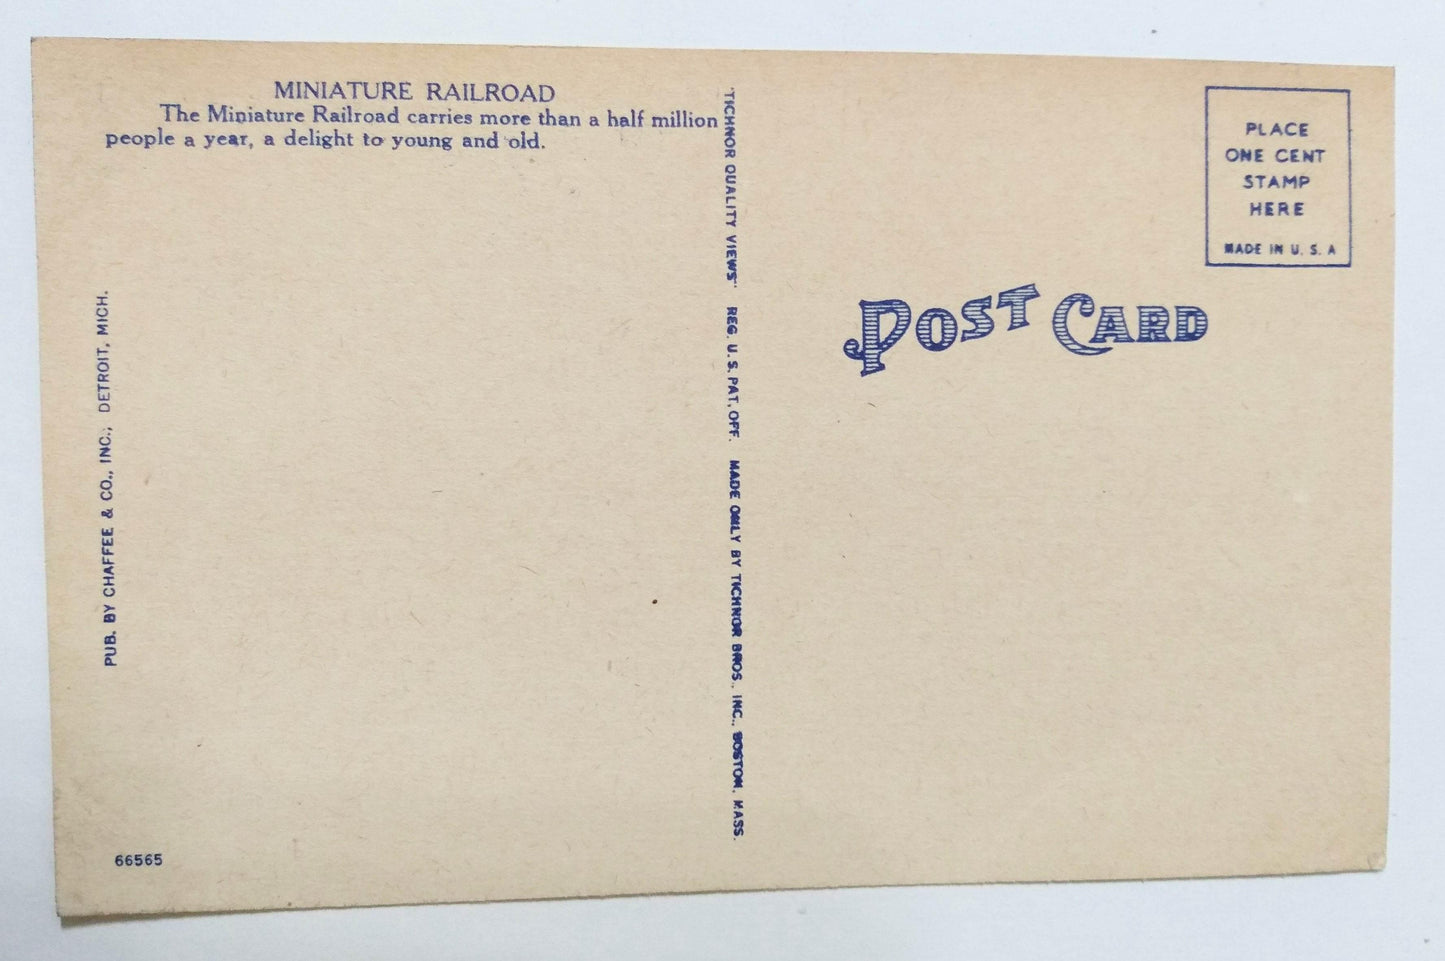 MINIATURE RAILROAD
The Miniature Railroad carries more than a half million
people a year, a delight to young and old.
PUB. BY CHAFFEE & CO., INC., DETROIT, MICH.
66565
"TICHNOR QUALITY VIEWS" REG. U. S. PAT. OFF. MADE ONLY BY TICHNOR BROS., INC., BOSTON, MASS.
POST CARD
PLACE
ONE CENT
STAMP
HERE
MADE IN U. S. A